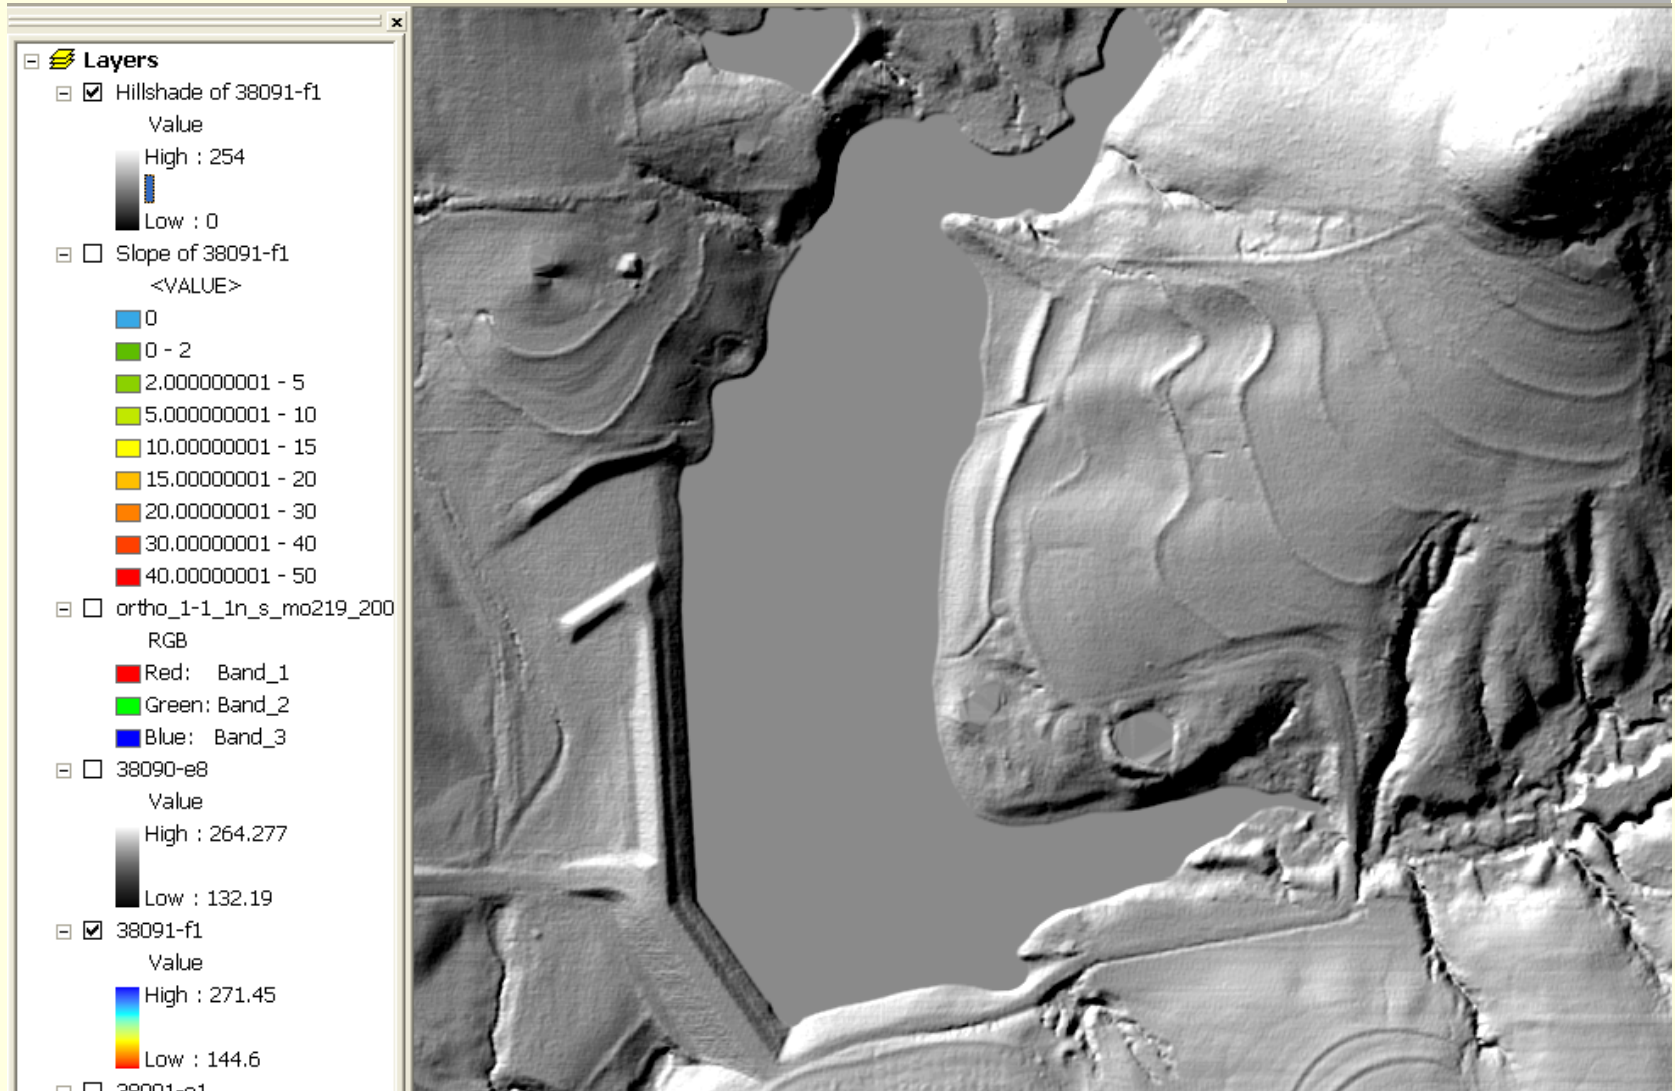 Layers
Hillshade of 38091-f1
Value
High : 254
Low : 0
Slope of 38091-f1
<VALUE>
0
0 - 2
2.000000001 - 5
5.000000001 - 10
10.00000001 - 15
15.00000001 - 20
20.00000001 - 30
30.00000001 - 40
40.00000001 - 50
ortho_1-1_1n_s_mo219_200
RGB
Red: Band_1
Green: Band_2
Blue: Band_3
38090-e8
Value
High : 264.277
Low : 132.19
38091-f1
Value
High : 271.45
Low : 144.6